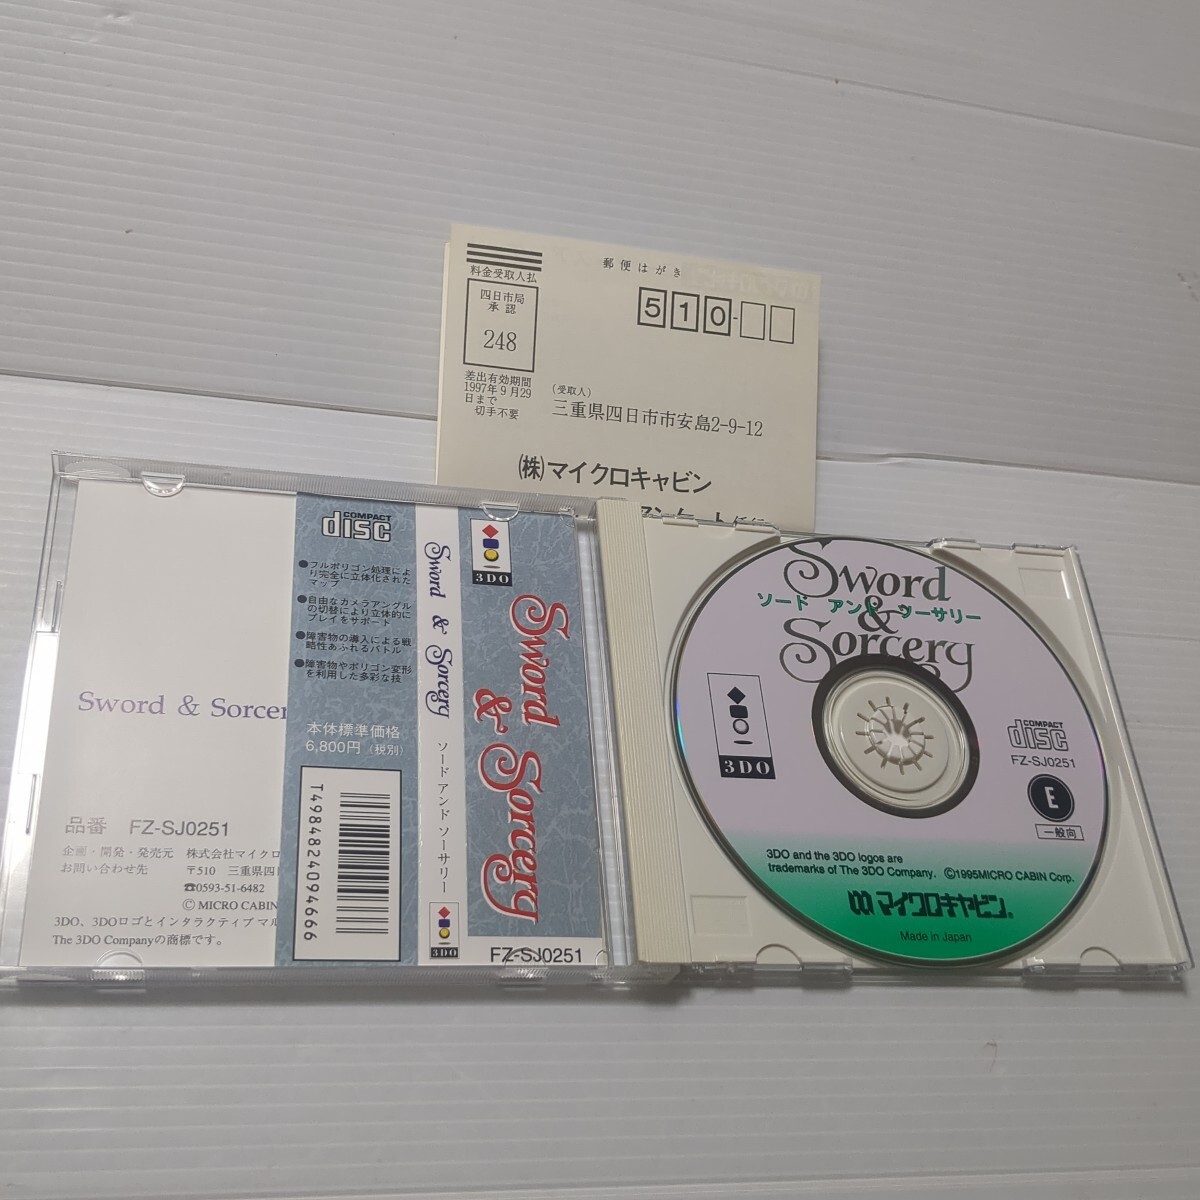 郵便はがき
料金受取人払
四日市局
承認
248
差出有効期間
1997年9月29
日まで
切手不要
510-
(受取人)
三重県四日市市安島2-9-12
(株)マイクロキャビン
Sword & Sorcer
品番 FZ-SJ0251
企画・開発・発売元 株式会社マイクロ
お問い合わせ先 〒510 三重県四
☎0593-51-6482
© MICRO CABIN
3DO、3DOロゴとインタラクティブ マル
The 3DO Companyの商標です。
COMPACT
disc
●フルポリゴン処理によ
り完全に立体化された
マップ
●自由なカメラアングル
の切替により立体的に
プレイをサポート
●障害物の導入による戦
略性あふれるバトル
●障害物やポリゴン変形
を利用した多彩な技
本体標準価格
6,800円(税別)
T4984824094666
Sword & Sorcery
ソード アンド ソーサリー
3DO
3DO
Sword
& Sorcery
FZ-SJ0251
Sword
&
Sorcery
ソード アンド ソーサリー
3DO
COMPACT
disc
FZ-SJ0251
E
一般向
3DO and the 3DO logos are
trademarks of The 3DO Company. ©1995MICRO CABIN Corp.
マイクロキャビン®
Made in Japan